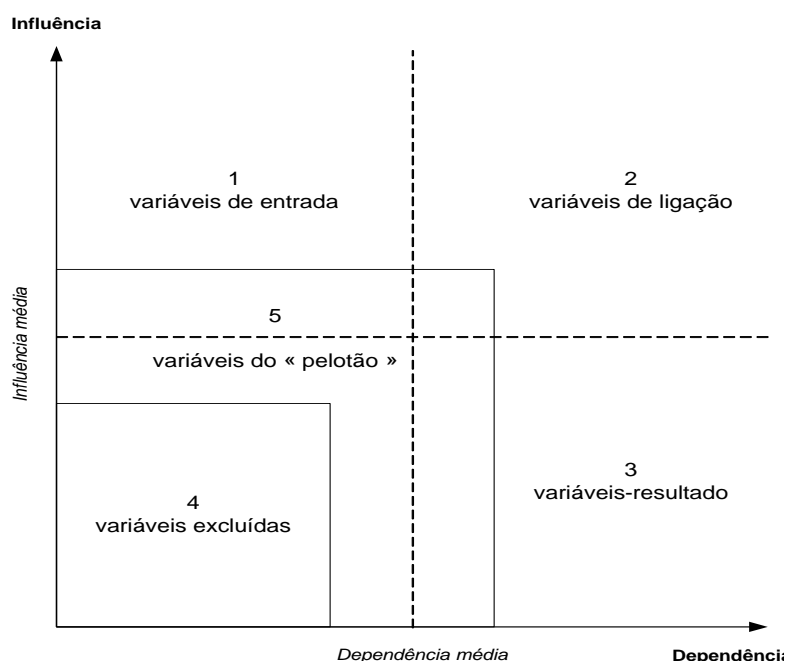 Influência
1
variáveis de entrada
2
variáveis de ligação
Influência média
5
variáveis do « pelotão »
3
variáveis-resultado
4
variáveis excluídas
Dependência média
Dependência